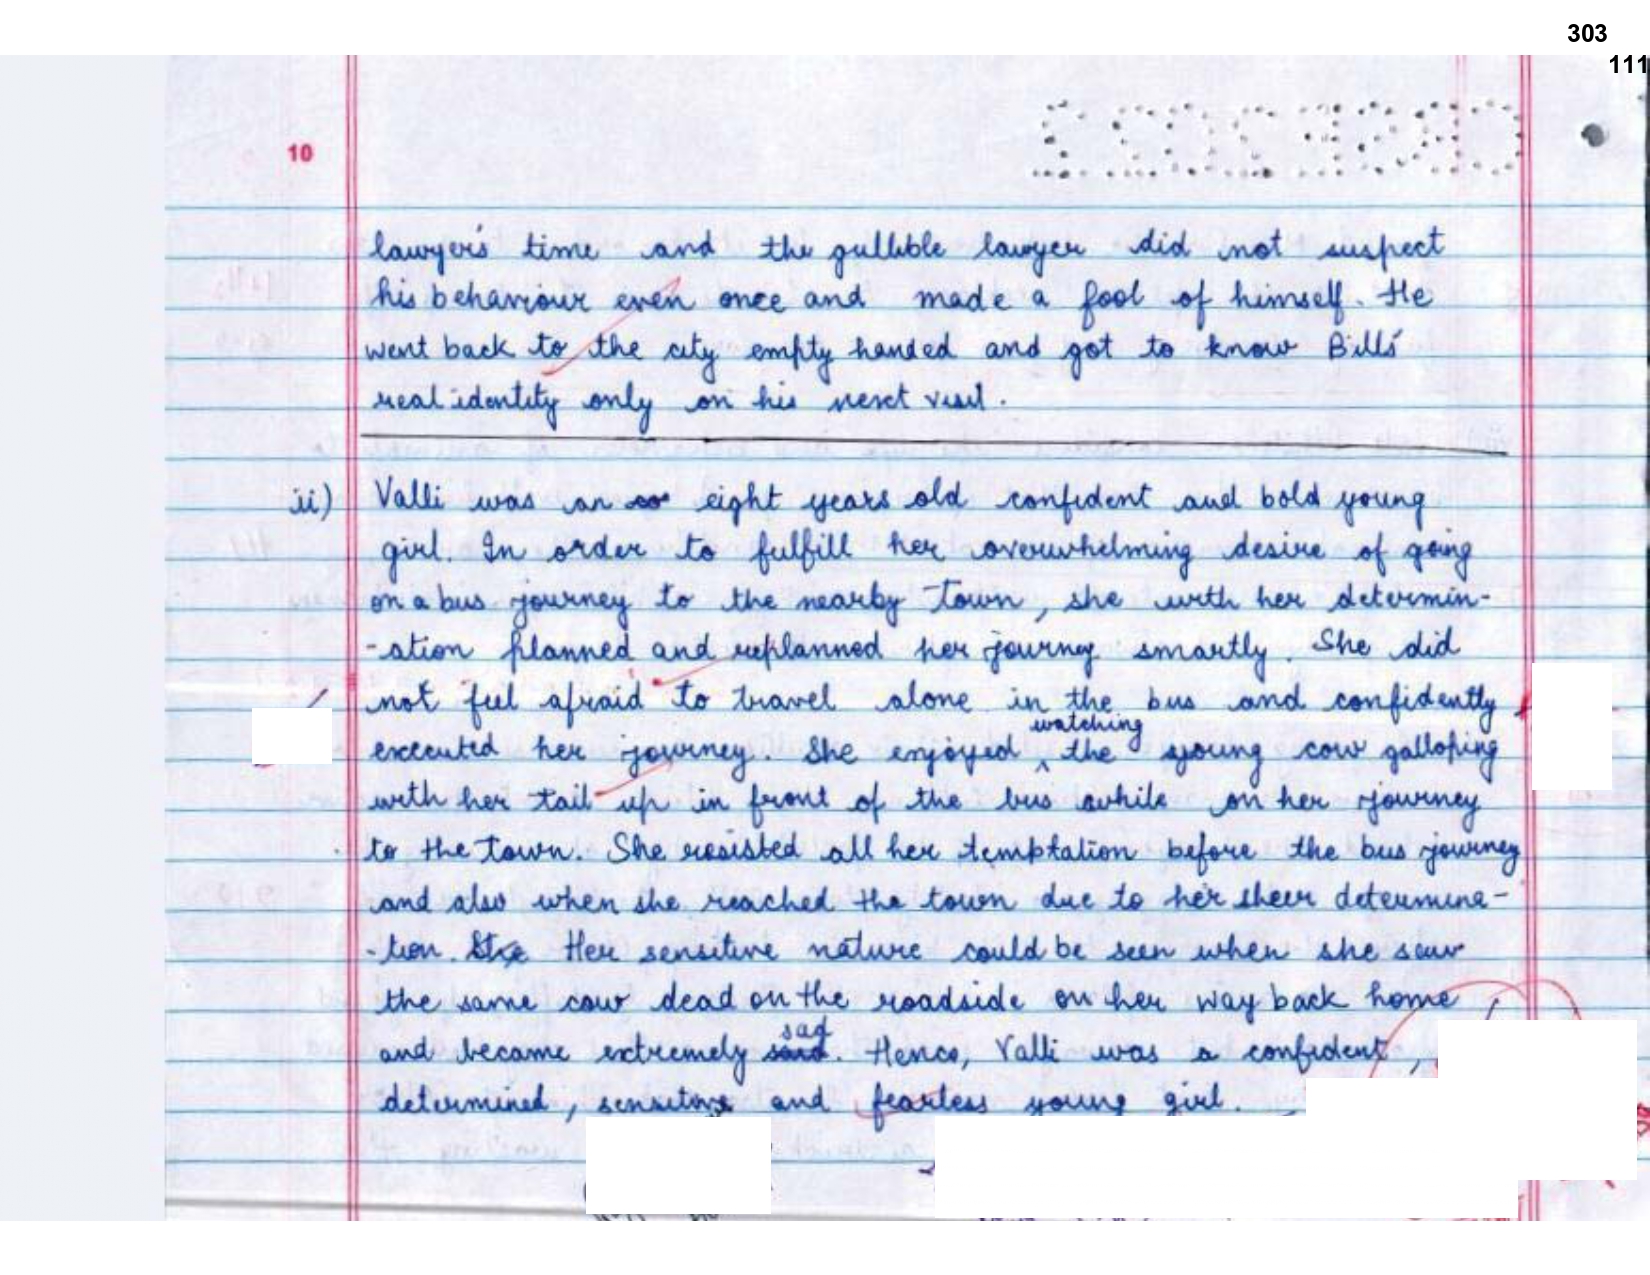 303
111
10
lawyer's time and the gullible lawyer did not suspect
his behaviour even once and made a fool of himself. He
went back to the city empty handed and got to know Bills'
real identity only on his next visit.
ii) Valli was an eight years old confident and bold young
girl. In order to fulfill her overwhelming desire of going
on a bus journey to the nearby town, she with her determin-
-ation planned and replanned her journey smartly. She did
not feel afraid to travel alone in the bus and confidently
executed her journey. She enjoyed watching the young cow galloping
with her tail up in front of the bus while on her journey
to the town. She resisted all her temptation before the bus journey
and also when she reached the town due to her sheer determina-
-tion. She Her sensitive nature could be seen when she saw
the same cow dead on the roadside on her way back home
and became extremely said sad. Hence, Valli was a confident,
determined, sensitive and fearless young girl.